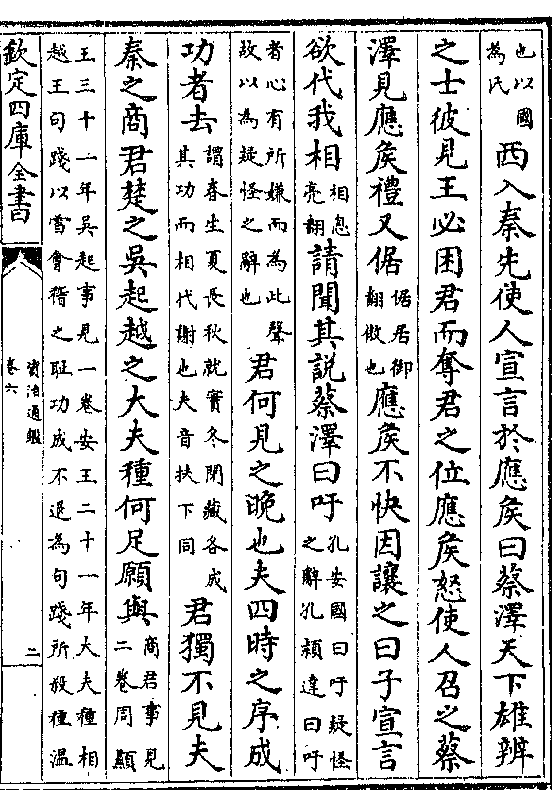 也以國為氏西入秦先使人宣言於應侯曰蔡澤天下雄辨
之士彼見王必困君而奪君之位應侯怒使人召之蔡
澤見應侯禮又倨倨居御翻傲也應侯不快因讓之曰子宣言
欲代我相相息亮翻請聞其說蔡澤曰吁孔安國曰吁疑怪之辭孔穎達曰吁
者心有所嫌而為此聲故以為疑怪之辭也君何見之晚也夫四時之序成
功者去謂春生夏長秋就實冬閉藏各成其功而相代謝也夫音扶下同君獨不見夫
秦之商君楚之吳起越之大夫種何足願與商君事見二卷周顯
王三十一年吳起事見一卷安王二十一年大夫種相
越王句踐以雪會稽之耻功成不退為句踐所殺種溫
欽定四庫全書
資治通鑑
卷六
二